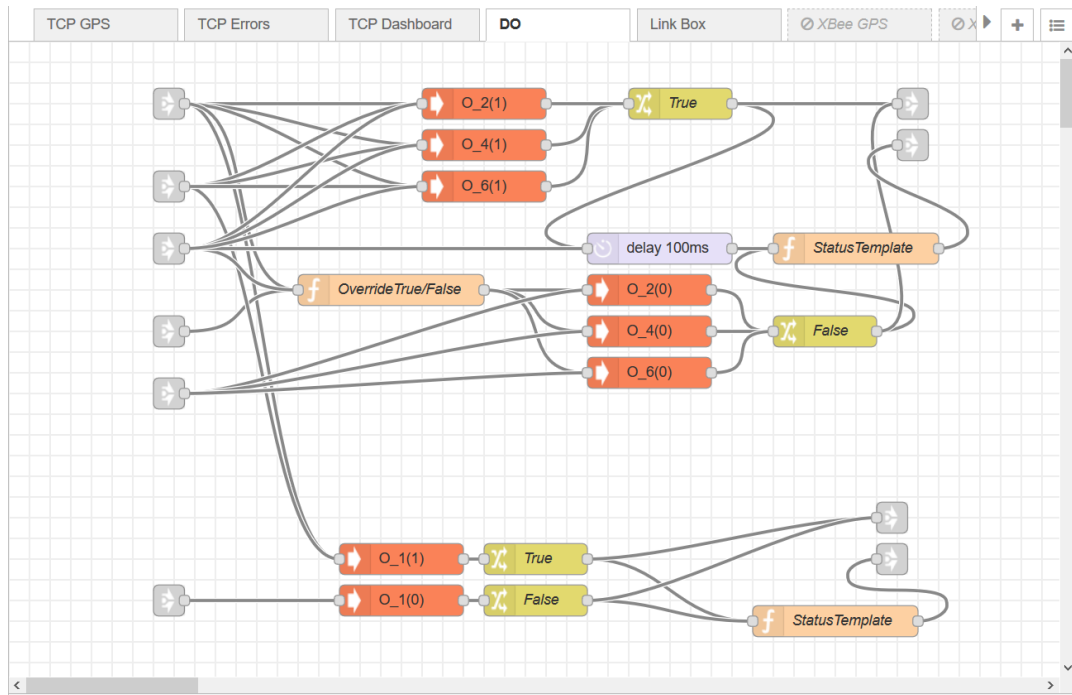 TCP GPS
TCP Errors
TCP Dashboard
DO
Link Box
XBee GPS
X
O_2(1)
True
O_4(1)
O_6(1)
delay 100ms
StatusTemplate
OverrideTrue/False
O_2(0)
O_4(0)
False
O_6(0)
O_1(1)
True
O_1(0)
False
StatusTemplate